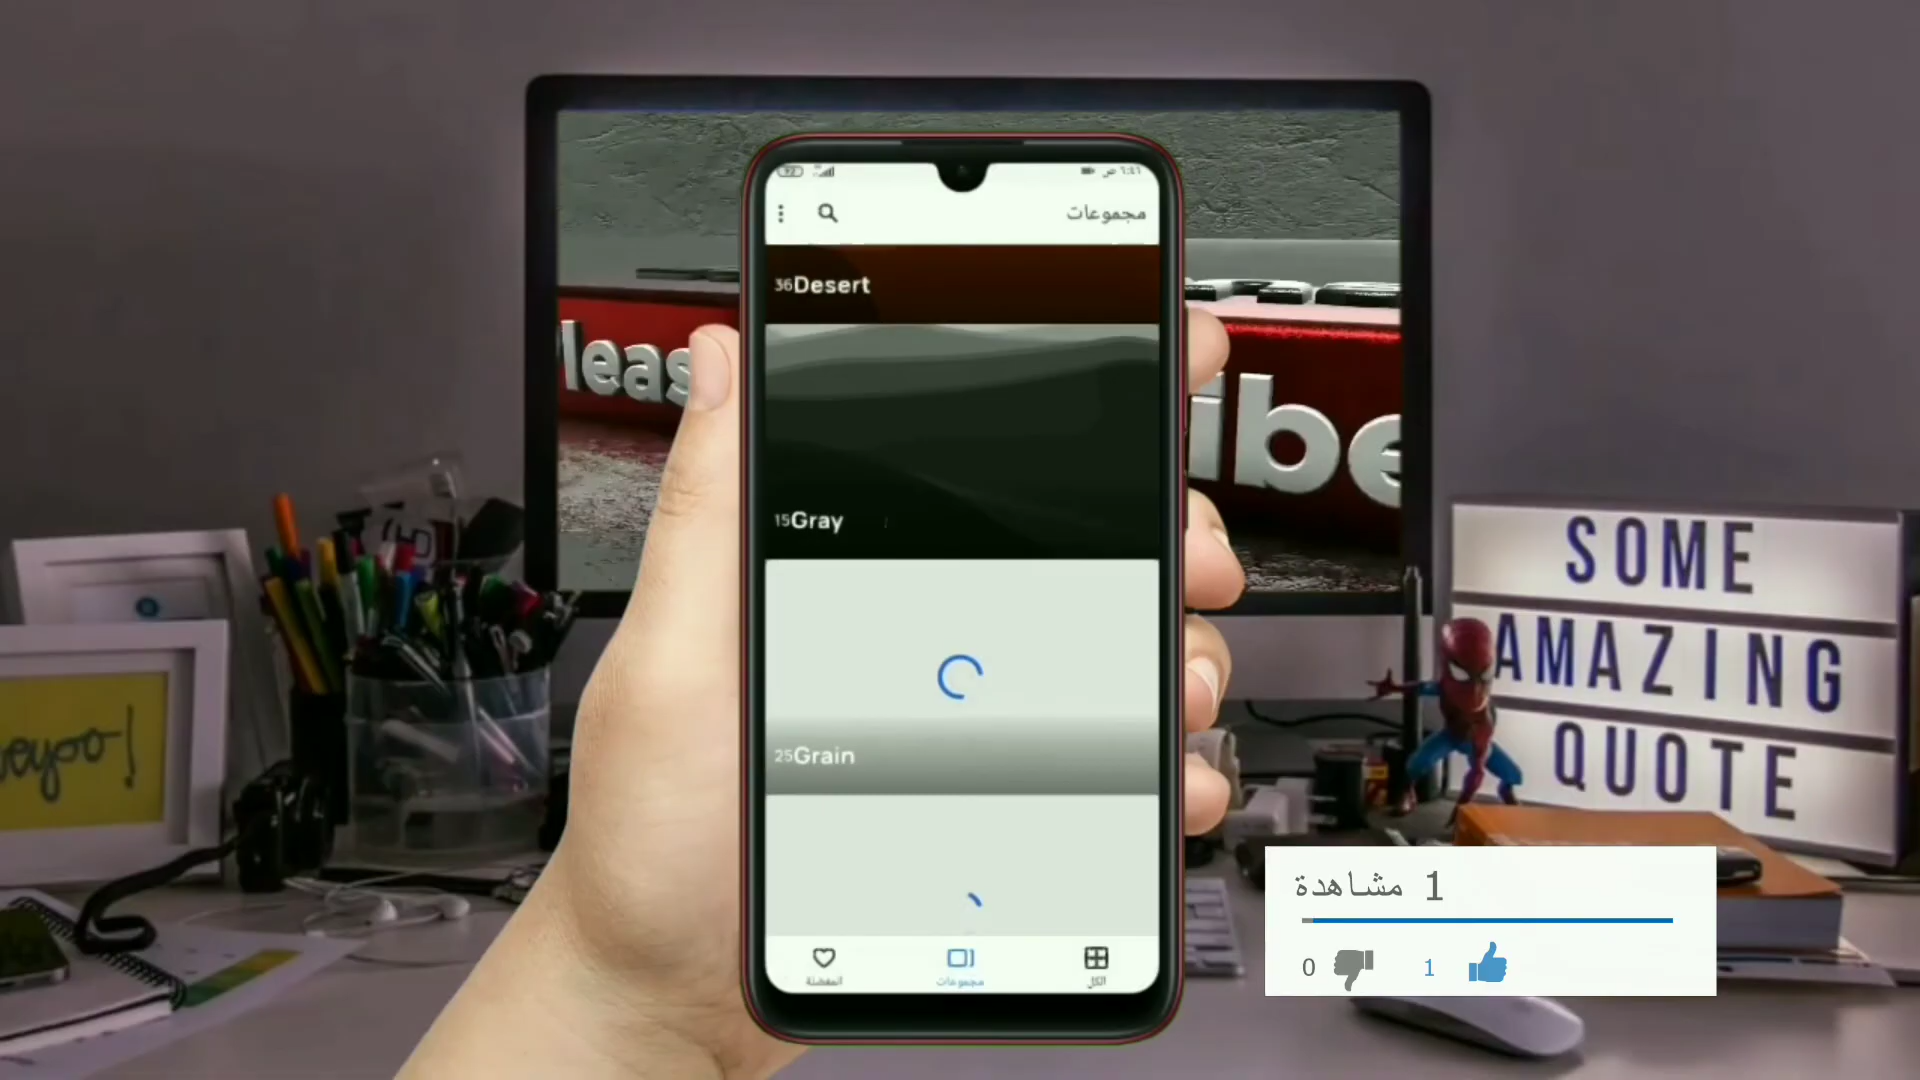 مجموعات
36Desert
15Gray
25Grain
المفضلة
مجموعات
الكل
leas
ibe
SOME
AMAZING
QUOTE
1 مشاهدة
0
1